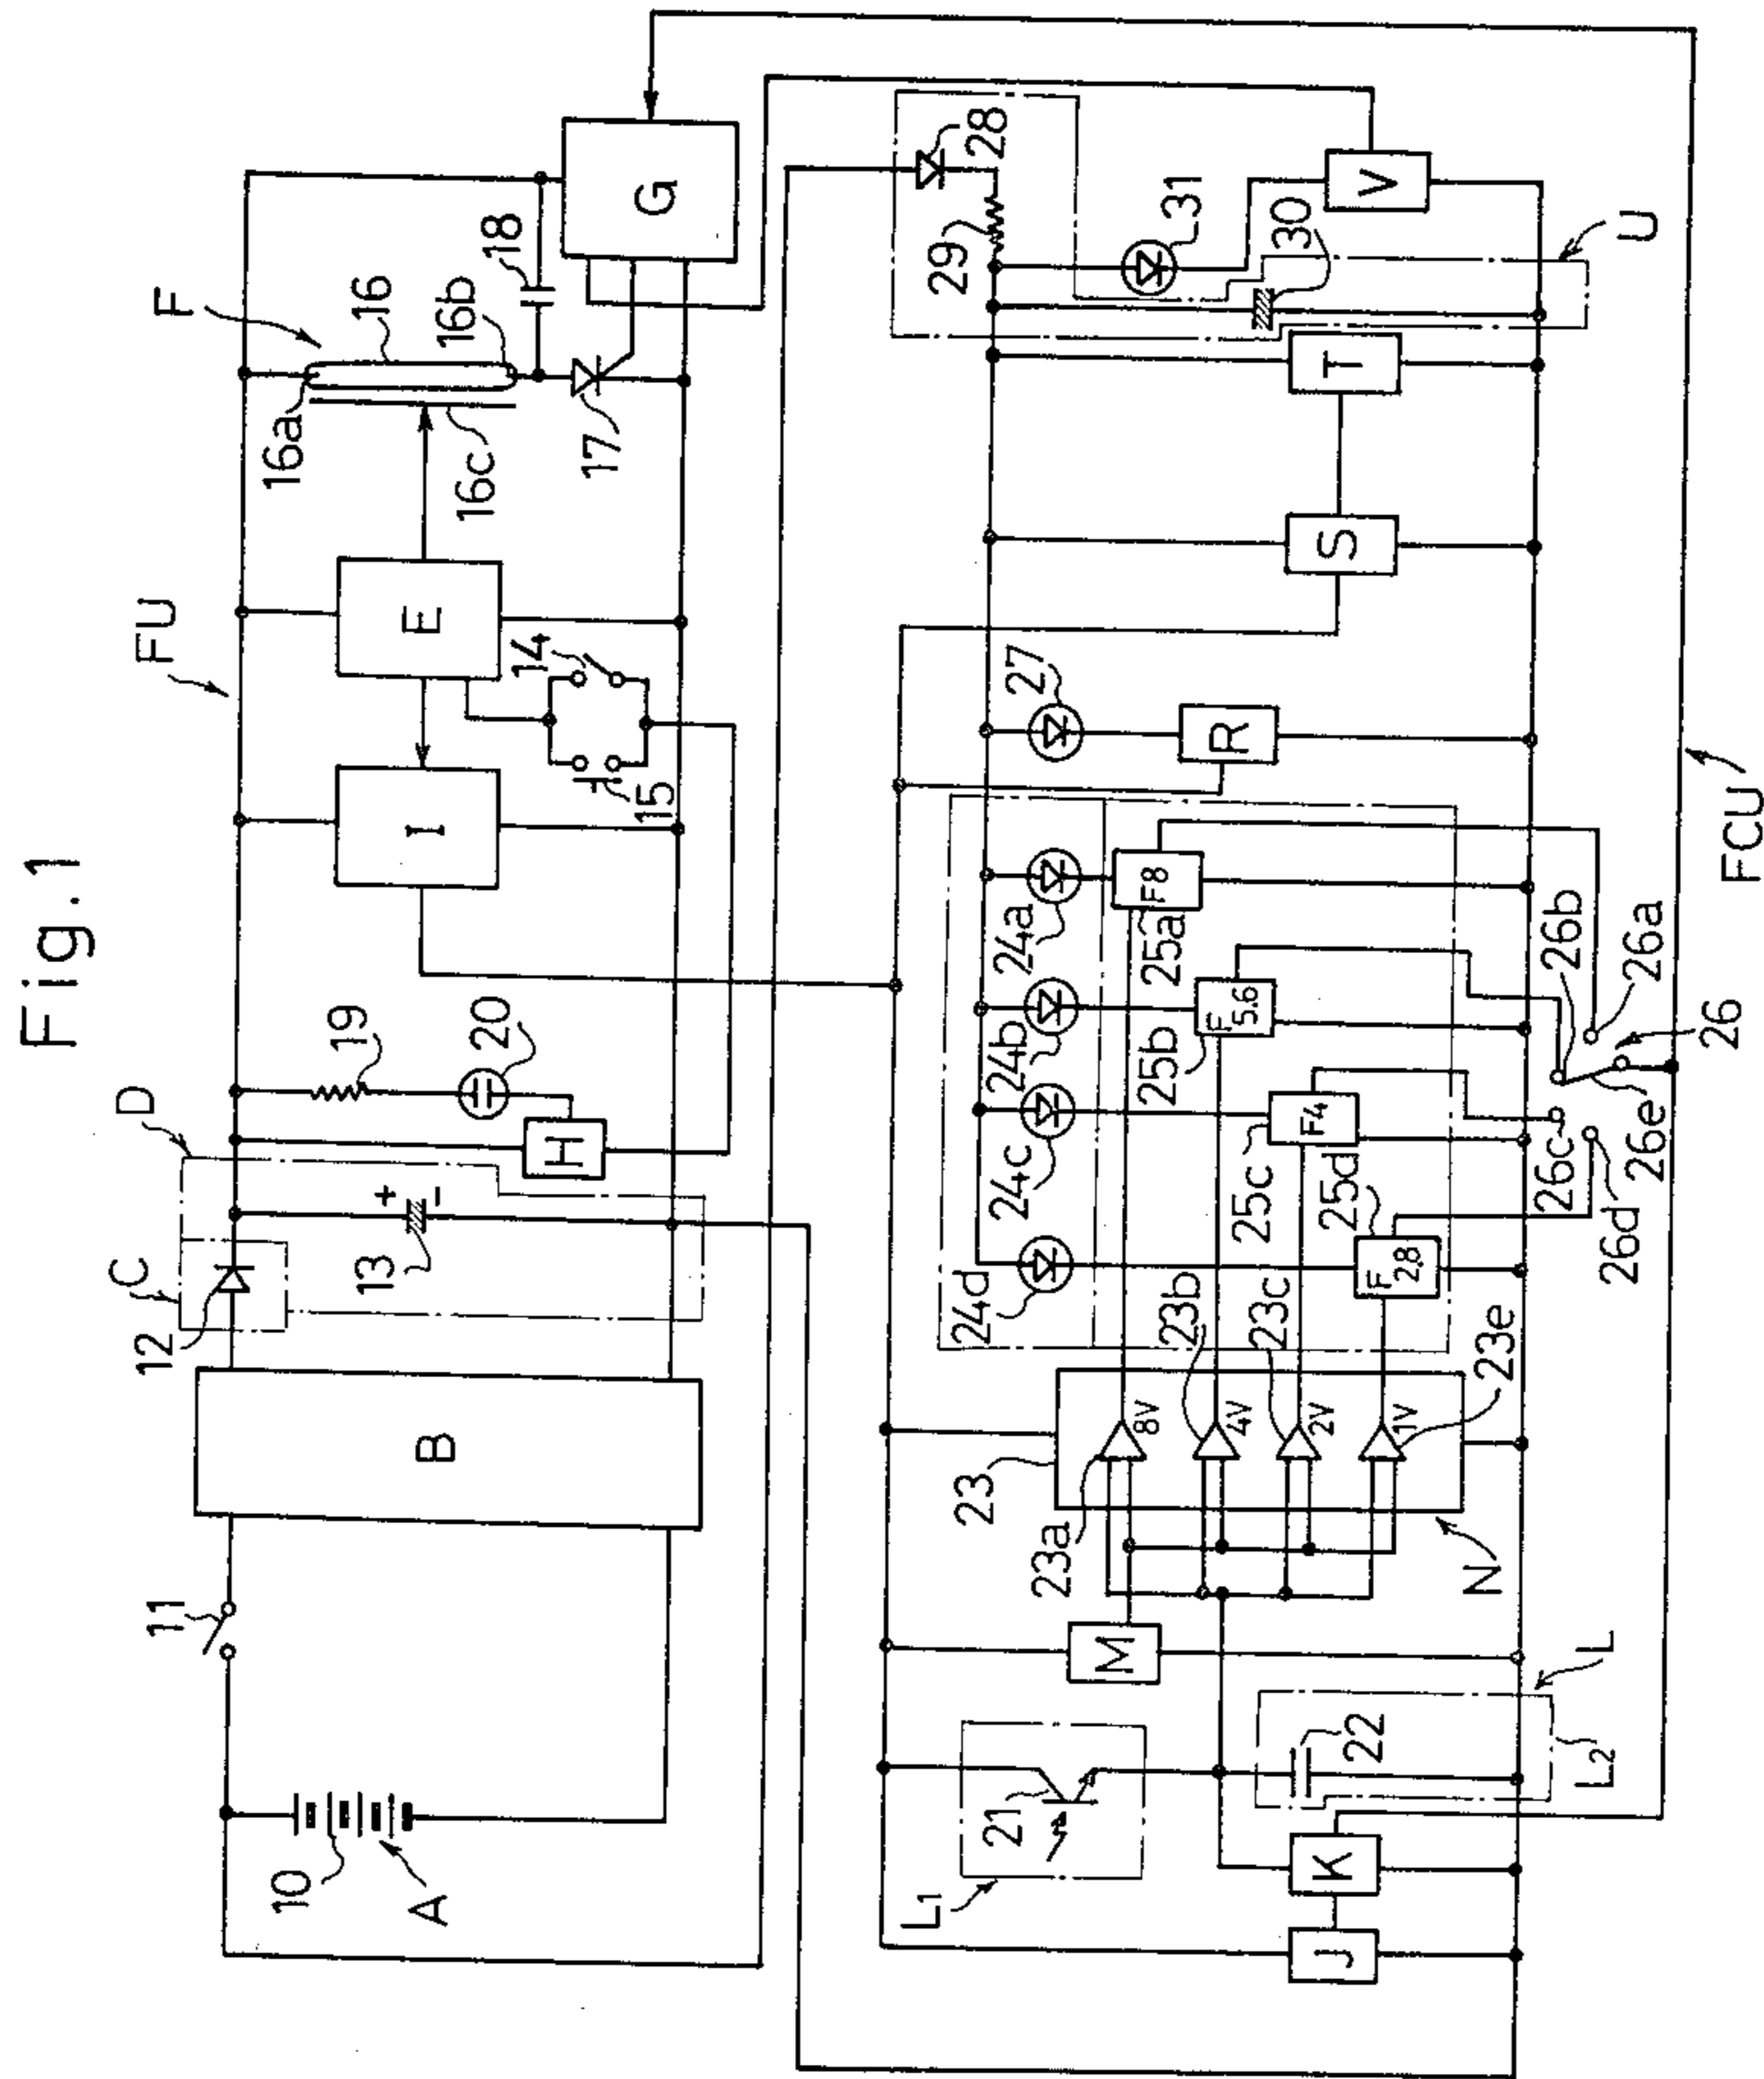 Fig.1
FU
F
D
C
12
11
B
10
A
13
+
-
19
20
H
I
E
14
15
16a
16
16b
16c
17
18
G
28
29
31
30
V
U
T
S
27
R
24a
24b
24c
24d
F8
25a
F
5.6
25b
F4
25c
F
2.8
25d
23
23a
8V
23b
4V
23c
2V
23e
1V
N
M
L1
21
22
L
L2
K
J
26a
26b
26c
26d
26e
26
FCU